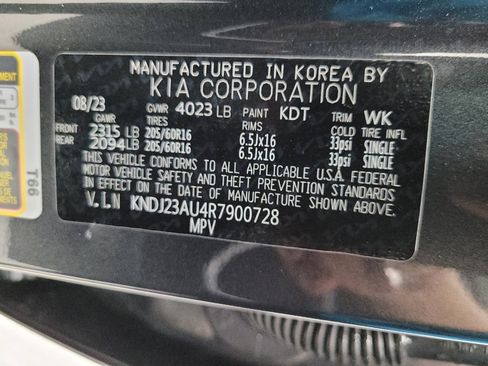 MANUFACTURED IN KOREA BY
KIA CORPORATION
08/23 GVWR 4023 LB PAINT KDT TRIM WK
GAWR TIRES RIMS COLD TIRE INFL
FRONT 2315 LB 205/60R16 6.5Jx16 33psi SINGLE
REAR 2094 LB 205/60R16 6.5Jx16 33psi SINGLE
THIS VEHICLE CONFORMS TO ALL APPLICABLE U.S.A. FEDERAL
MOTOR VEHICLE SAFETY AND THEFT PREVENTION STANDARDS
IN EFFECT ON THE DATE OF MANUFACTURE SHOWN ABOVE.
V.I.N KNDJ23AU4R7900728
MPV
T66